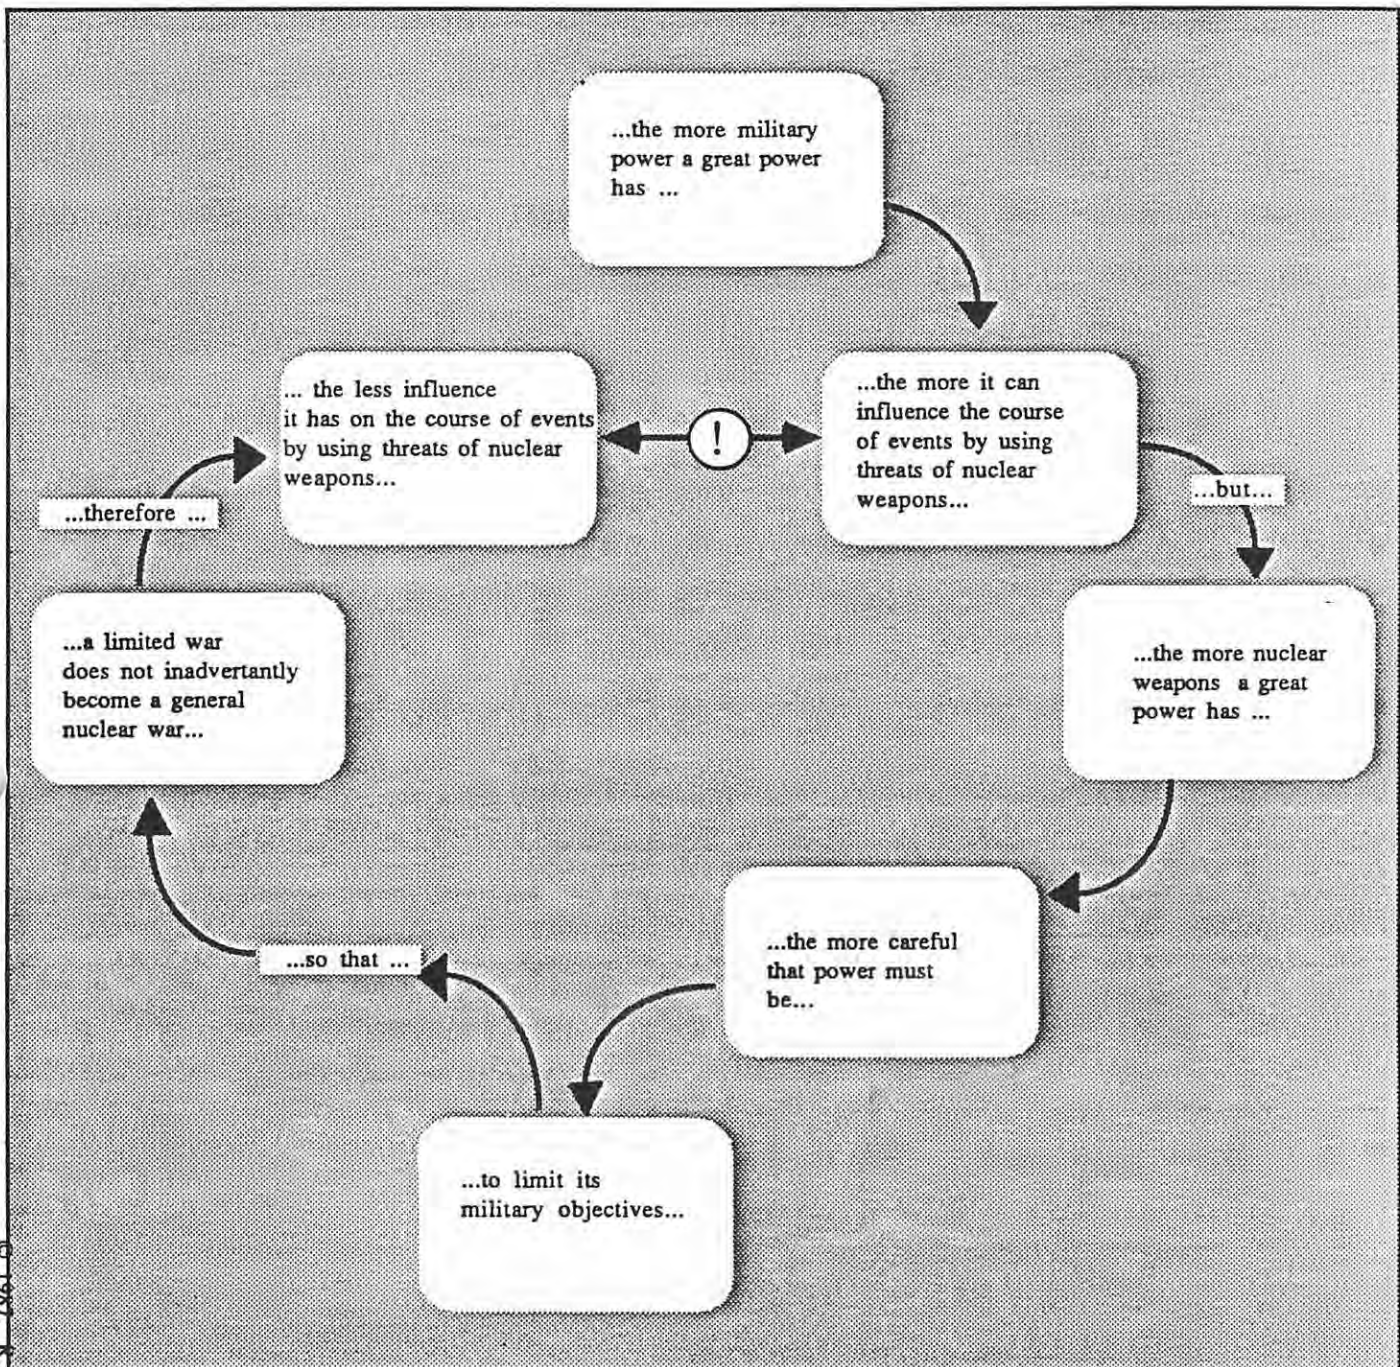 ...the more military
power a great power
has ...
...the more it can
influence the course
of events by using
threats of nuclear
weapons...
...but...
...the more nuclear
weapons a great
power has ...
...the more careful
that power must
be...
...to limit its
military objectives...
...so that ...
...a limited war
does not inadvertantly
become a general
nuclear war...
...therefore ...
... the less influence
it has on the course of events
by using threats of nuclear
weapons...
!
1987